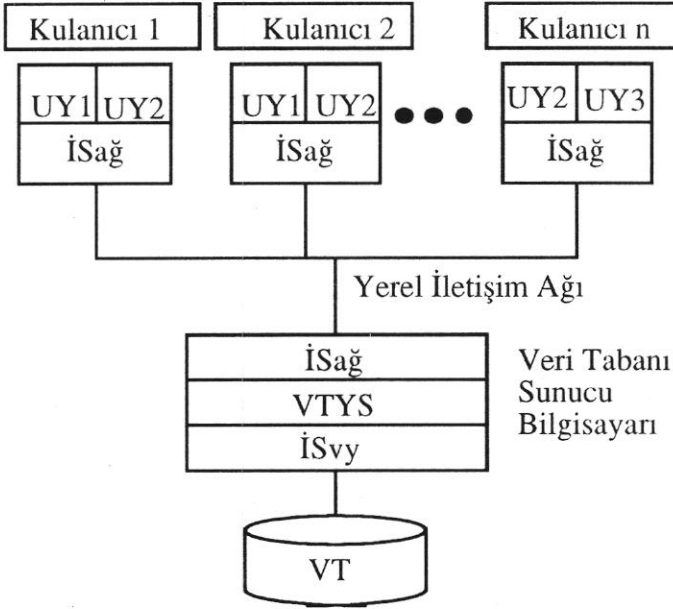 Kulanıcı 1 Kulanıcı 2 Kulanıcı n
UY1 UY2 UY1 UY2 UY2 UY3
İSağ İSağ İSağ
Yerel İletişim Ağı
İSağ
VTYS
İSvy
Veri Tabanı
Sunucu
Bilgisayarı
VT